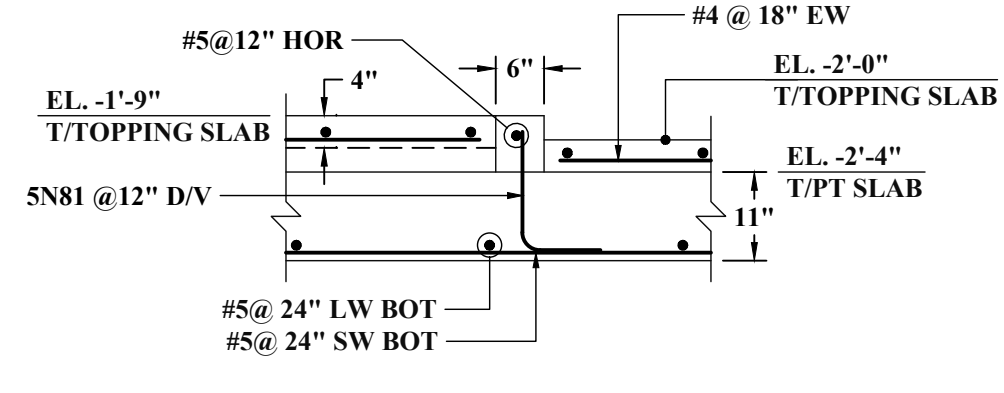 #4 @ 18" EW
#5@12" HOR
6"
4"
EL. -2'-0"
T/TOPPING SLAB
EL. -1'-9"
T/TOPPING SLAB
EL. -2'-4"
T/PT SLAB
5N81 @12" D/V
11"
#5@ 24" LW BOT
#5@ 24" SW BOT